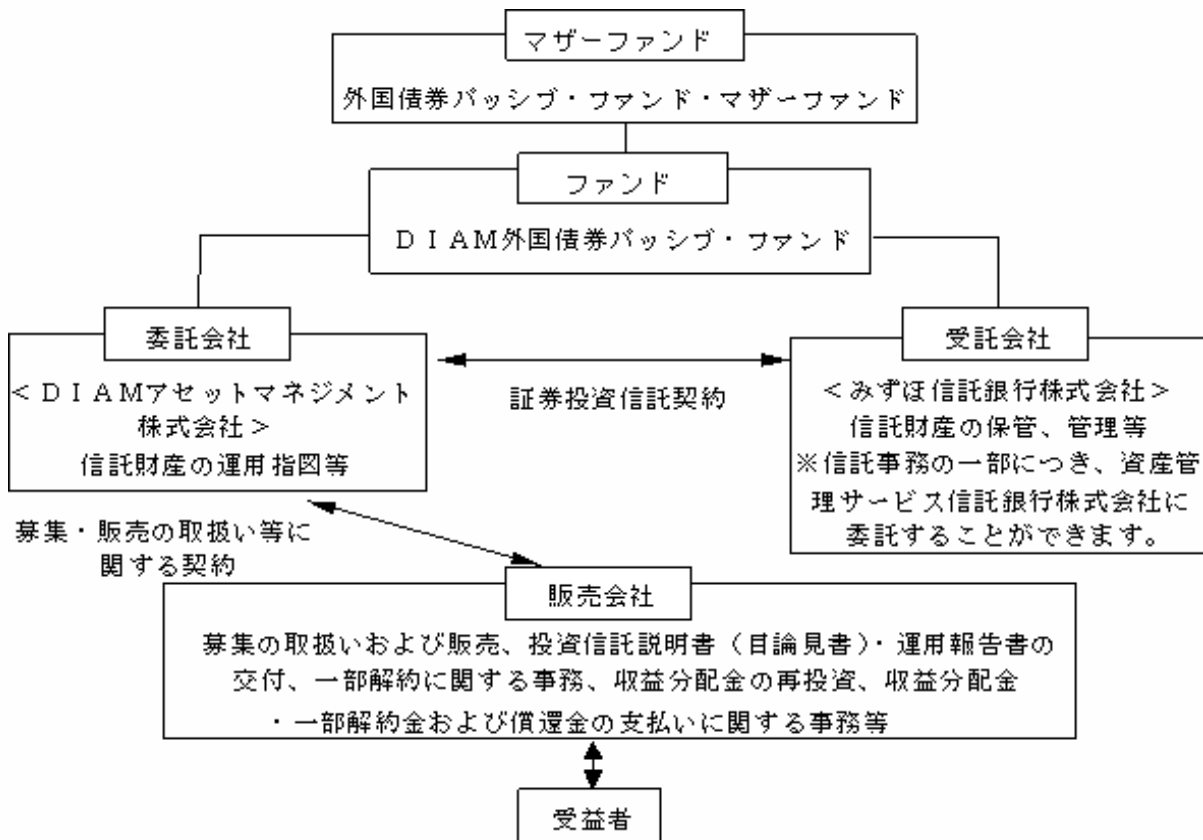 マザーファンド
外国債券パッシブ・ファンド・マザーファンド
ファンド
ＤＩＡＭ外国債券パッシブ・ファンド
委託会社
＜ＤＩＡＭアセットマネジメント
株式会社＞
信託財産の運用指図等
証券投資信託契約
受託会社
＜みずほ信託銀行株式会社＞
信託財産の保管、管理等
※信託事務の一部につき、資産管
理サービス信託銀行株式会社に
委託することができます。
募集・販売の取扱い等に
関する契約
販売会社
募集の取扱いおよび販売、投資信託説明書（目論見書）・運用報告書の
交付、一部解約に関する事務、収益分配金の再投資、収益分配金
・一部解約金および償還金の支払いに関する事務等
受益者